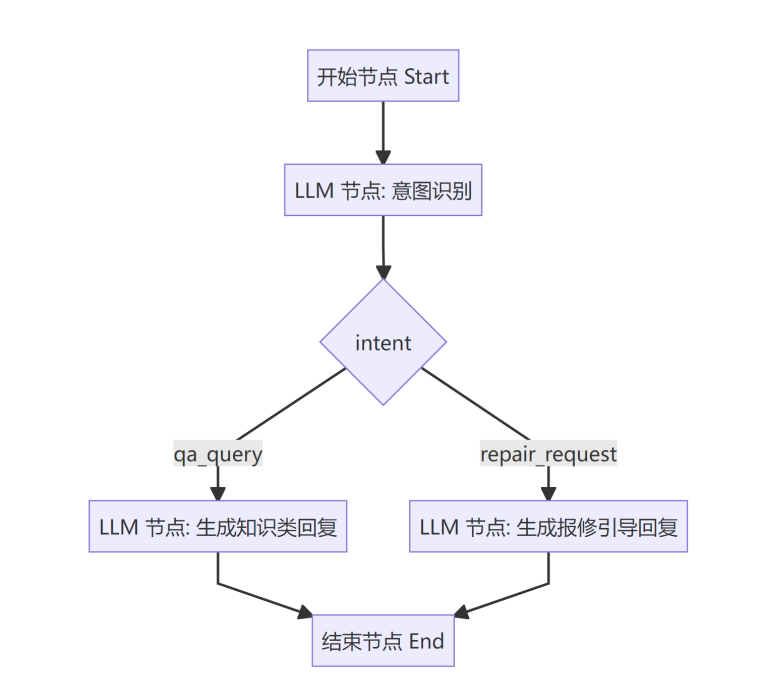 开始节点 Start
LLM 节点: 意图识别
intent
qa_query
repair_request
LLM 节点: 生成知识类回复
LLM 节点: 生成报修引导回复
结束节点 End